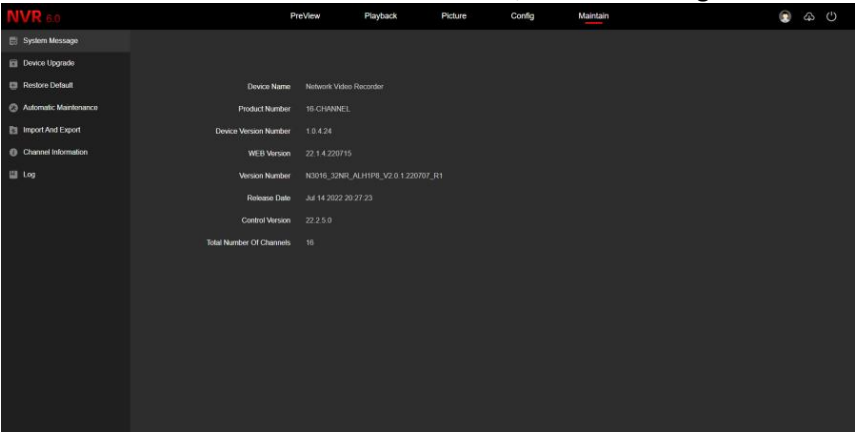 NVR 6.0
PreView Playback Picture Config Maintain
System Message
Device Upgrade
Restore Default
Automatic Maintenance
Import And Export
Channel Information
Log
Device Name Network Video Recorder
Product Number 16-CHANNEL
Device Version Number 1.0.4.24
WEB Version 22.1.4.220715
Version Number N3016_32NR_ALH1P8_V2.0.1.220707_R1
Release Date Jul 14 2022 20:27:23
Control Version 22.2.5.0
Total Number Of Channels 16